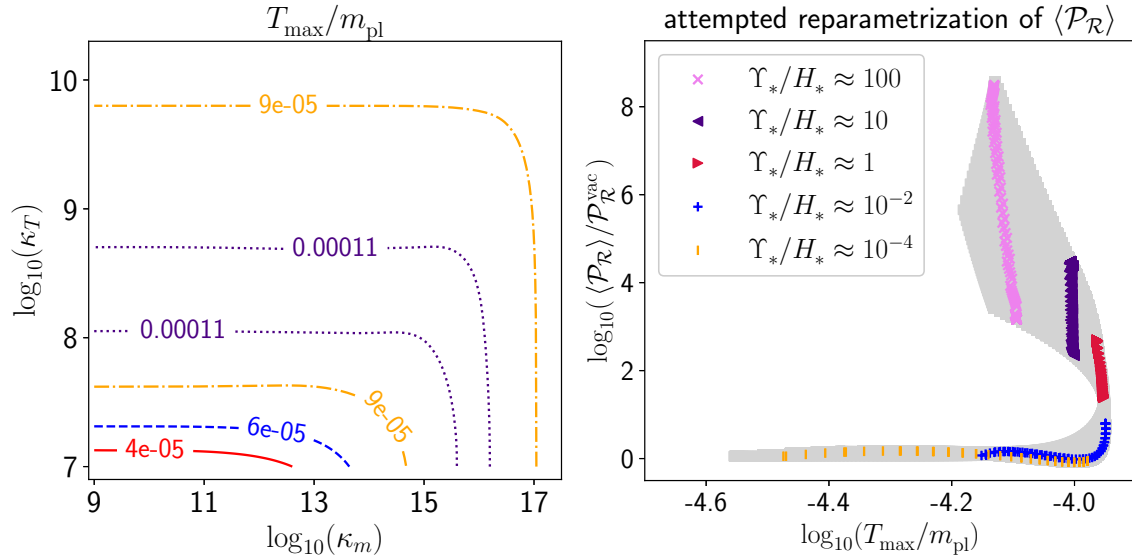 T_max/m_pl
10
9
8
7
log₁₀(κ_T)
9e-05
0.00011
0.00011
9e-05
6e-05
4e-05
9
11
13
15
17
log₁₀(κ_m)
attempted reparametrization of ⟨𝒫_ℛ⟩
Υ_*/H_* ≈ 100
Υ_*/H_* ≈ 10
Υ_*/H_* ≈ 1
Υ_*/H_* ≈ 10⁻²
Υ_*/H_* ≈ 10⁻⁴
8
6
4
2
0
log₁₀(⟨𝒫_ℛ⟩/𝒫_ℛ^vac)
-4.6
-4.4
-4.2
-4.0
log₁₀(T_max/m_pl)